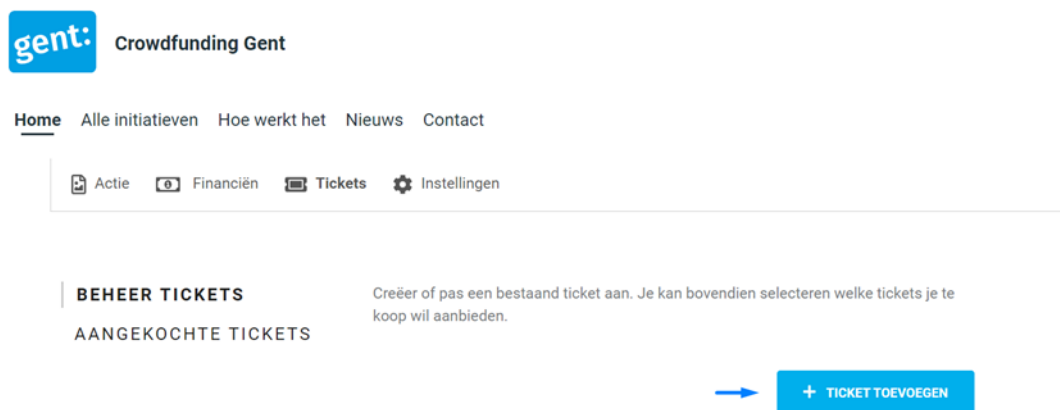 gent:
Crowdfunding Gent
Home Alle initiatieven Hoe werkt het Nieuws Contact
Actie Financiën Tickets Instellingen
BEHEER TICKETS
AANGEKOCHTE TICKETS
Creëer of pas een bestaand ticket aan. Je kan bovendien selecteren welke tickets je te
koop wil aanbieden.
+ TICKET TOEVOEGEN